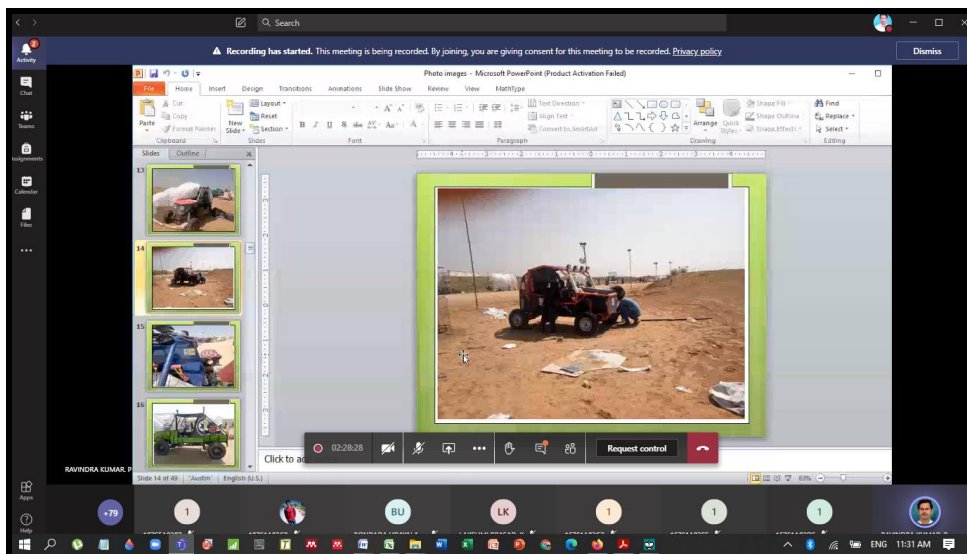 Search
2
Activity
Recording has started. This meeting is being recorded. By joining, you are giving consent for this meeting to be recorded. Privacy policy
Dismiss
Chat
Teams
Assignments
Calendar
Files
Apps
Help
Photo images - Microsoft PowerPoint (Product Activation Failed)
File Home Insert Design Transitions Animations Slide Show Review View MathType
Paste
Cut
Copy
Format Painter
Clipboard
New
Slide
Layout
Reset
Section
Slides
Font
Text Direction
Align Text
Convert to SmartArt
Paragraph
Arrange
Quick
Styles
Shape Fill
Shape Outline
Shape Effects
Drawing
Find
Replace
Select
Editing
Slides Outline
13
14
15
16
02:28:28
Request control
Click to
RAVINDRA KUMAR. P
Slide 14 of 49 "Austin" English (U.S.)
63%
+79
1
BU
LK
1
1
1
ENG 11:31 AM